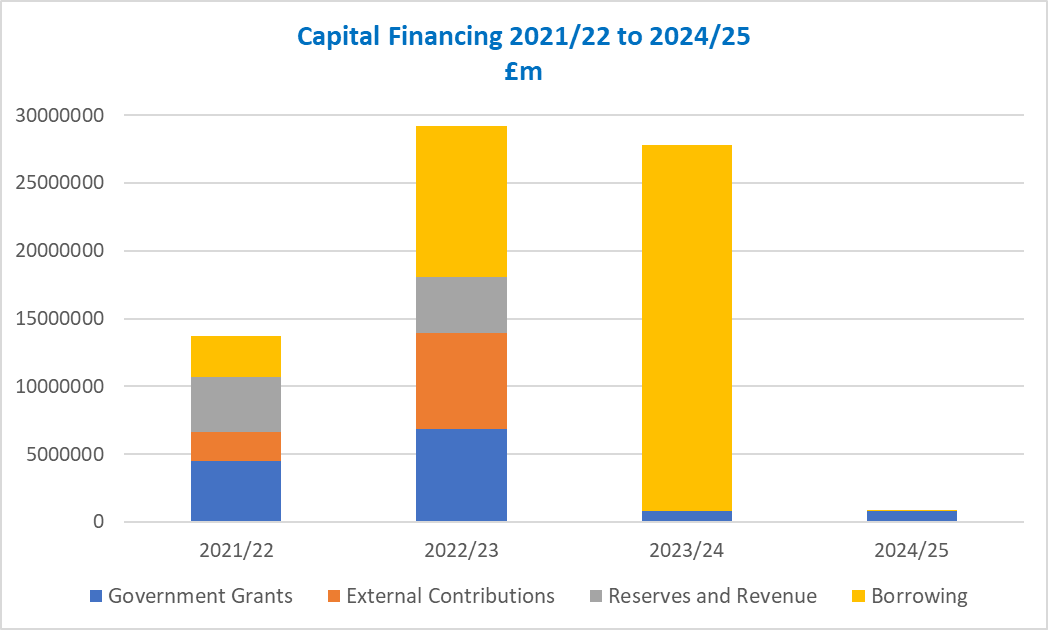 Capital Financing 2021/22 to 2024/25
£m
30000000
25000000
20000000
15000000
10000000
5000000
0
2021/22 2022/23 2023/24 2024/25
Government Grants External Contributions Reserves and Revenue Borrowing